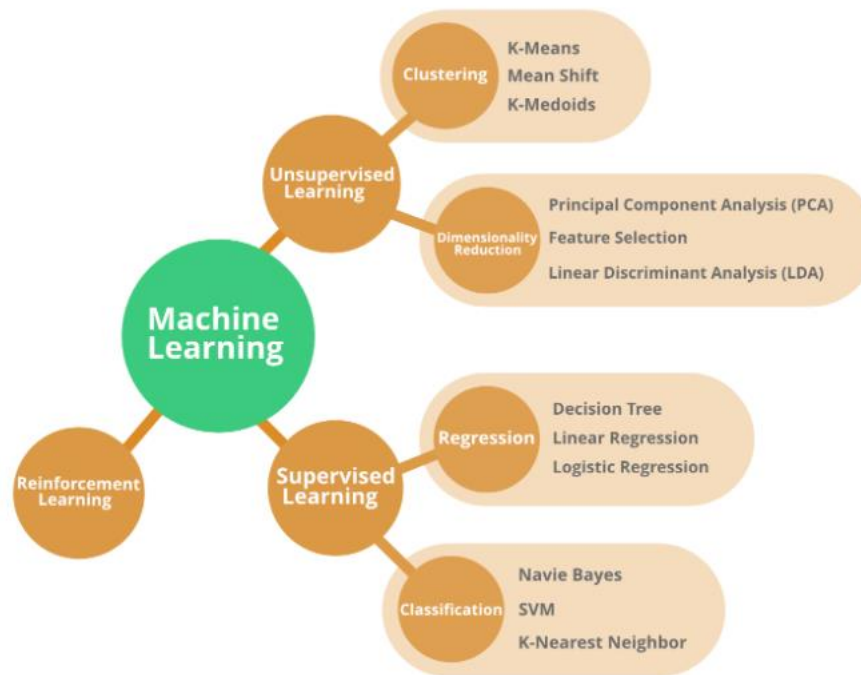 Clustering
K-Means
Mean Shift
K-Medoids
Unsupervised
Learning
Dimensionality
Reduction
Principal Component Analysis (PCA)
Feature Selection
Linear Discriminant Analysis (LDA)
Machine
Learning
Reinforcement
Learning
Supervised
Learning
Regression
Decision Tree
Linear Regression
Logistic Regression
Classification
Navie Bayes
SVM
K-Nearest Neighbor